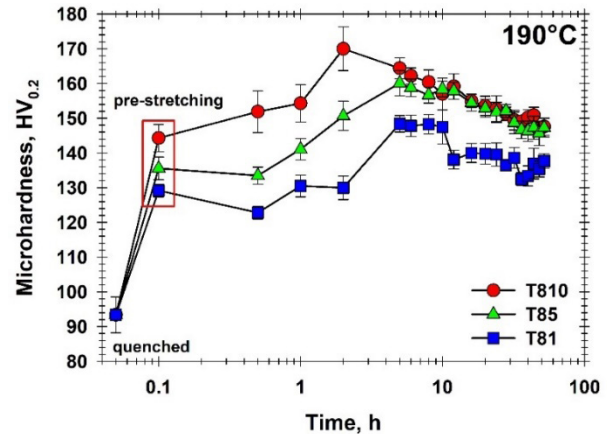 180
170
160
150
140
130
120
110
100
90
80
Microhardness, HV0.2
190°C
pre-stretching
quenched
T810
T85
T81
0.1
1
10
100
Time, h